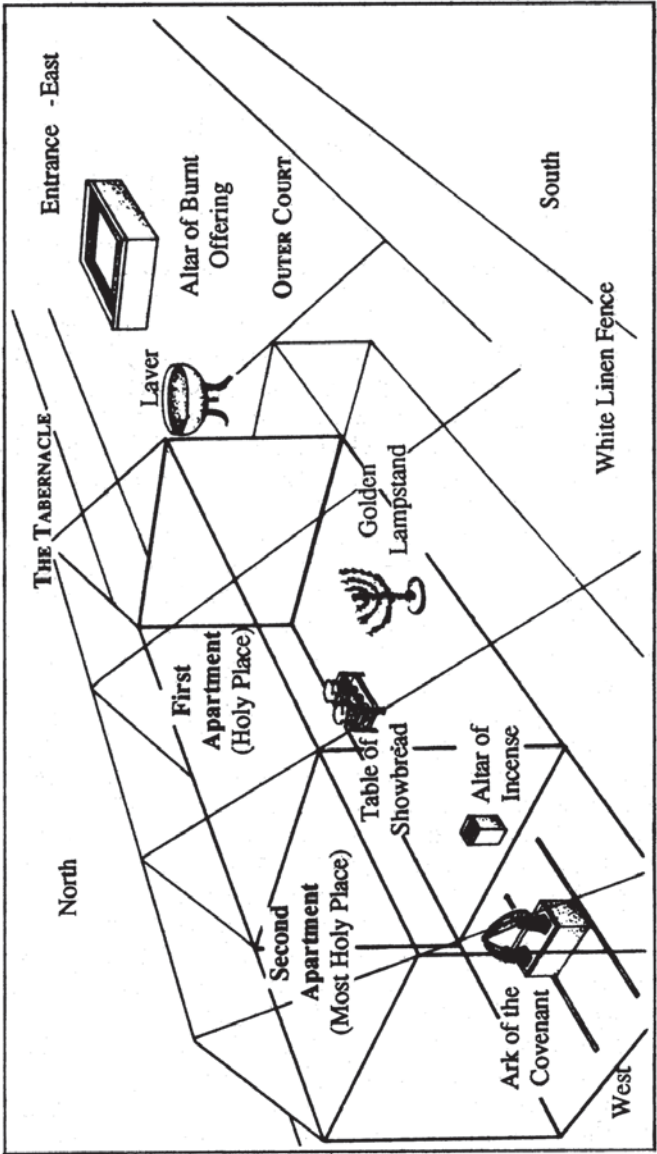 THE TABERNACLE
North
Entrance - East
Altar of Burnt
Offering
OUTER COURT
Laver
First
Apartment
(Holy Place)
Golden
Lampstand
Table of
Showbread
Second
Apartment
(Most Holy Place)
Altar of
Incense
Ark of the
Covenant
West
White Linen Fence
South